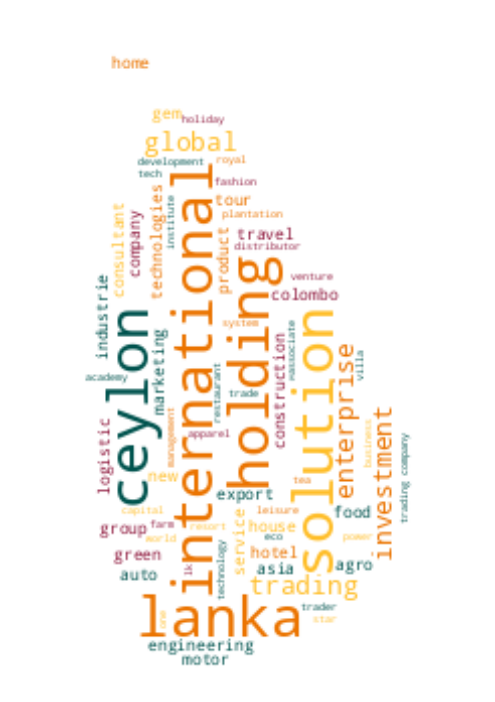 home
gem
holiday
global
development
royal
tech
fashion
international
technologies
institute
tour
plantation
consultant
company
product
travel
distributor
holding
venture
industrie
colombo
ceylon
solution
system
marketing
associate
construction
restaurant
enterprise
villa
academy
trade
management
apparel
investment
business
logistic
trading company
new
tea
export
capital
leisure
food
service
group
farm
resort
house
world
eco
power
green
hotel
technology
lk
asia
agro
auto
trading
lanka
one
trader
star
engineering
motor